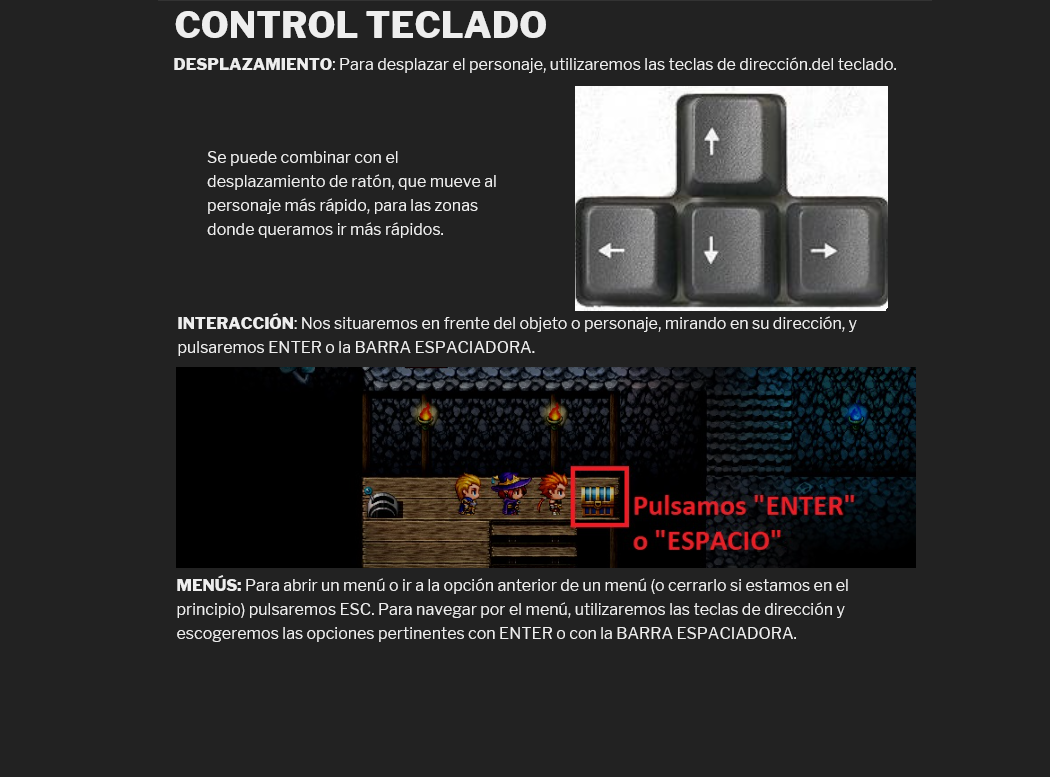 CONTROL TECLADO
DESPLAZAMIENTO: Para desplazar el personaje, utilizaremos las teclas de dirección.del teclado.
Se puede combinar con el
desplazamiento de ratón, que mueve al
personaje más rápido, para las zonas
donde queramos ir más rápidos.
INTERACCIÓN: Nos situaremos en frente del objeto o personaje, mirando en su dirección, y
pulsaremos ENTER o la BARRA ESPACIADORA.
Pulsamos "ENTER"
o "ESPACIO"
MENÚS: Para abrir un menú o ir a la opción anterior de un menú (o cerrarlo si estamos en el
principio) pulsaremos ESC. Para navegar por el menú, utilizaremos las teclas de dirección y
escogeremos las opciones pertinentes con ENTER o con la BARRA ESPACIADORA.